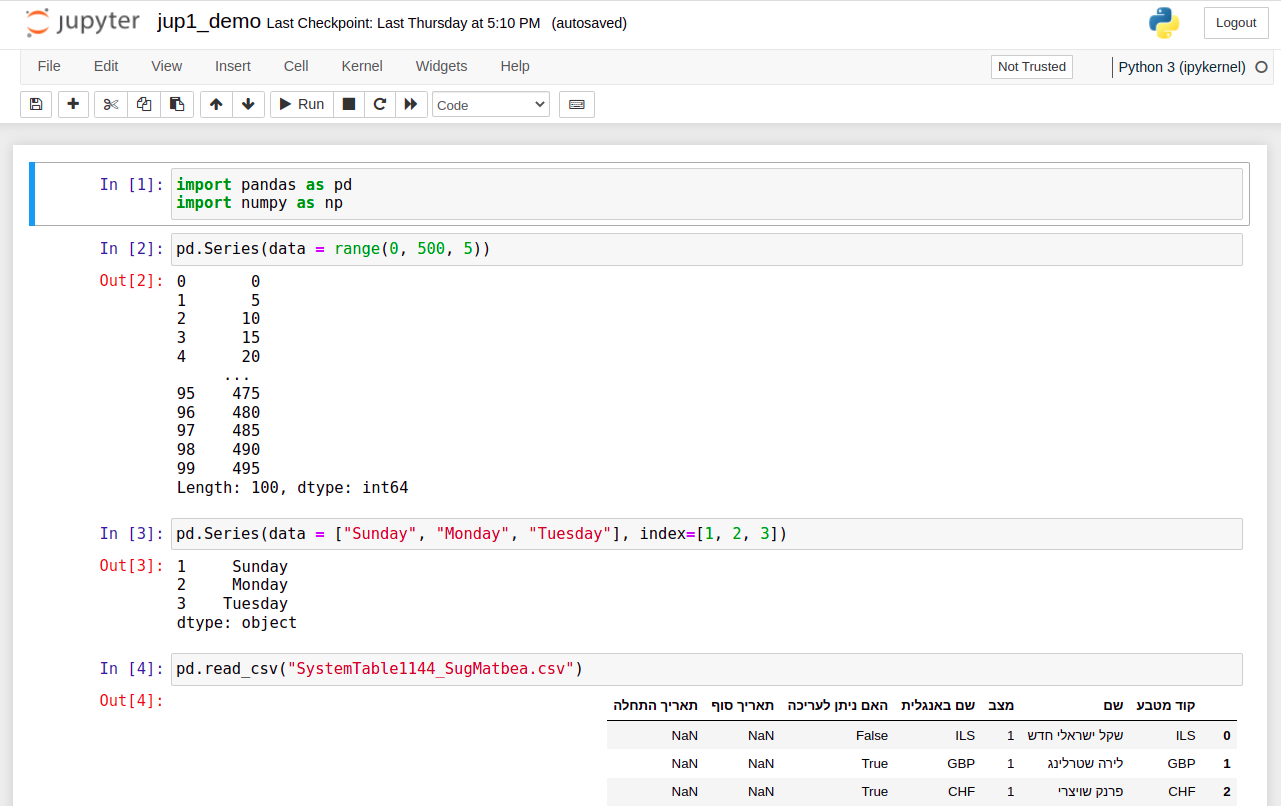 jupyter jup1_demo Last Checkpoint: Last Thursday at 5:10 PM (autosaved) Logout
File Edit View Insert Cell Kernel Widgets Help Not Trusted Python 3 (ipykernel)
Run Code
In [1]: import pandas as pd
import numpy as np
In [2]: pd.Series(data = range(0, 500, 5))
Out[2]: 0 0
1 5
2 10
3 15
4 20
...
95 475
96 480
97 485
98 490
99 495
Length: 100, dtype: int64
In [3]: pd.Series(data = ["Sunday", "Monday", "Tuesday"], index=[1, 2, 3])
Out[3]: 1 Sunday
2 Monday
3 Tuesday
dtype: object
In [4]: pd.read_csv("SystemTable1144_SugMatbea.csv")
Out[4]:
קוד מטבע שם מצב שם באנגלית האם ניתן לעריכה תאריך סוף תאריך התחלה
0 ILS שקל ישראלי חדש 1 ILS False NaN NaN
1 GBP לירה שטרלינג 1 GBP True NaN NaN
2 CHF פרנק שויצרי 1 CHF True NaN NaN